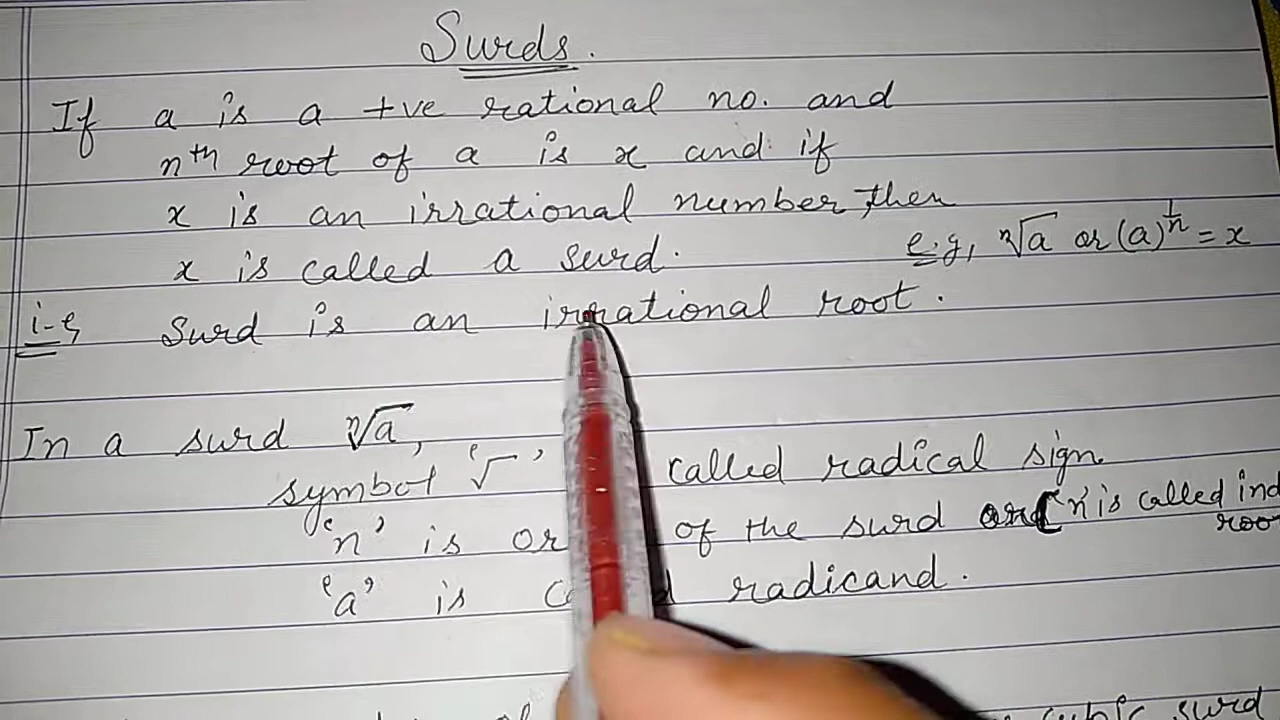 Surds.
If a is a +ve rational no. and
nth root of a is x and if
x is an irrational number, then
x is called a surd.
e.g, ⁿ√a or (a)^1/n = x
i-e, Surd is an irrational root.
In a surd ⁿ√a,
symbol '√' called radical sign
'n' is of the surd 'n' is called
'a' is radicand.
cubic surd